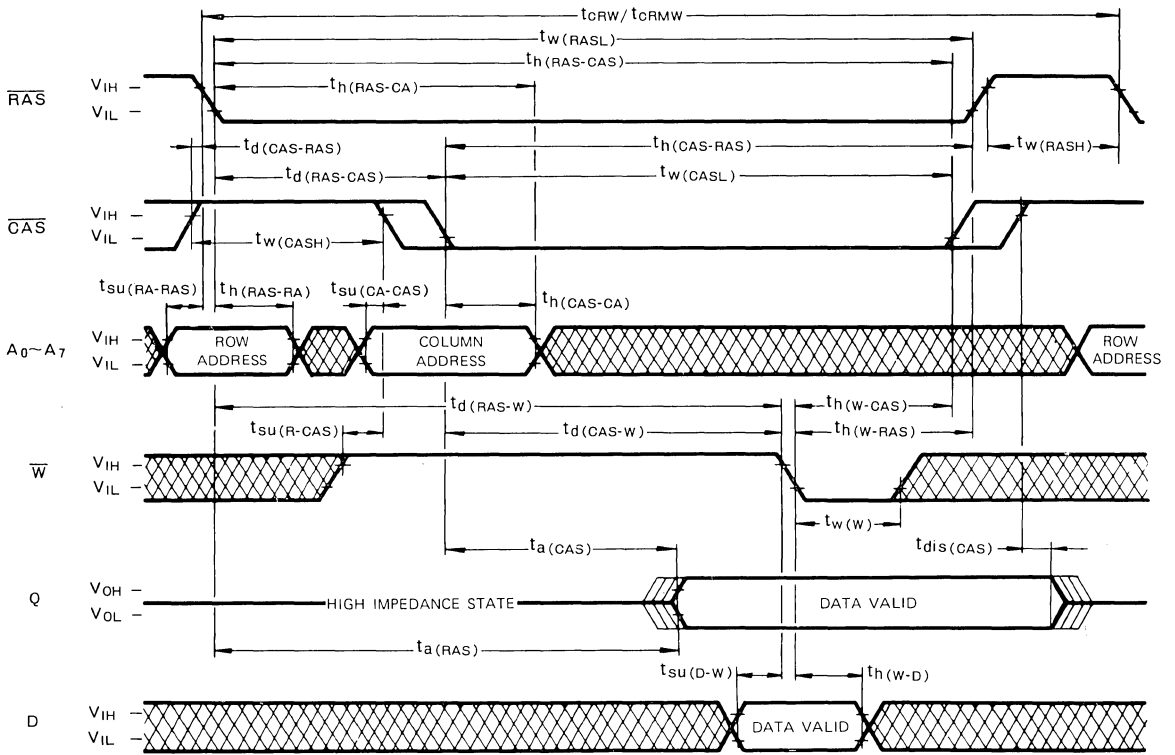 tCRW/tCRMW
tw(RASL)
th(RAS-CAS)
th(RAS-CA)
RAS
VIH
VIL
td(CAS-RAS)
th(CAS-RAS)
tw(RASH)
td(RAS-CAS)
tw(CASL)
CAS
VIH
VIL
tw(CASH)
tsu(RA-RAS)
th(RAS-RA)
tsu(CA-CAS)
th(CAS-CA)
A0~A7
VIH
VIL
ROW ADDRESS
COLUMN ADDRESS
ROW ADDRESS
td(RAS-W)
th(W-CAS)
tsu(R-CAS)
td(CAS-W)
th(W-RAS)
W
VIH
VIL
tw(W)
ta(CAS)
tdis(CAS)
Q
VOH
VOL
HIGH IMPEDANCE STATE
DATA VALID
ta(RAS)
tsu(D-W)
th(W-D)
D
VIH
VIL
DATA VALID